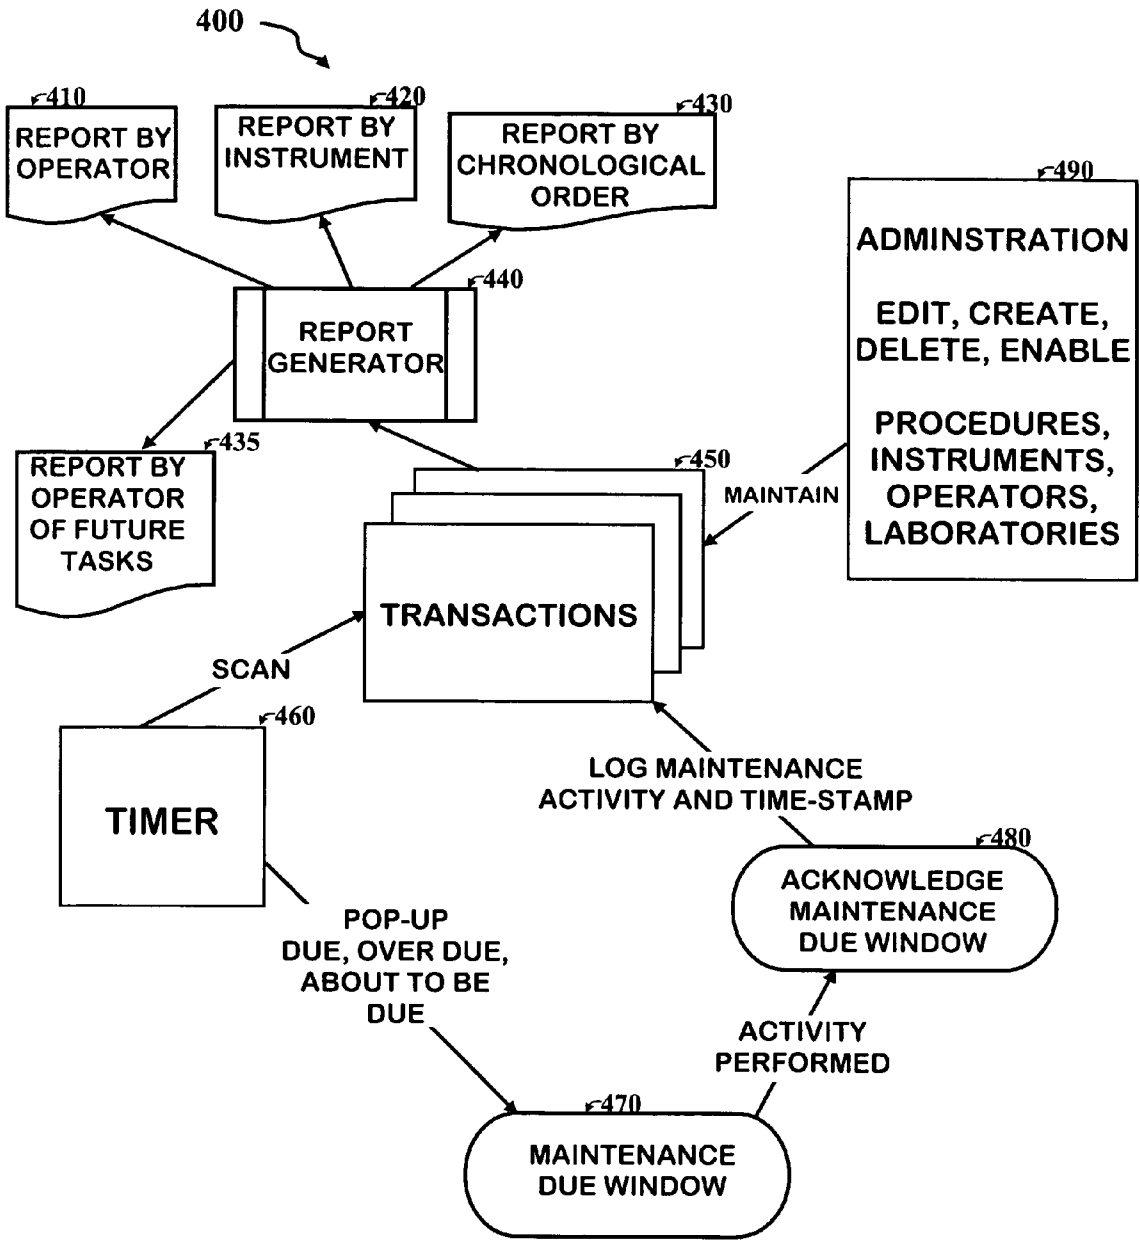 400
410
REPORT BY
OPERATOR
420
REPORT BY
INSTRUMENT
430
REPORT BY
CHRONOLOGICAL
ORDER
490
ADMINSTRATION
EDIT, CREATE,
DELETE, ENABLE
PROCEDURES,
INSTRUMENTS,
OPERATORS,
LABORATORIES
440
REPORT
GENERATOR
435
REPORT BY
OPERATOR
OF FUTURE
TASKS
450
MAINTAIN
TRANSACTIONS
SCAN
460
TIMER
LOG MAINTENANCE
ACTIVITY AND TIME-STAMP
480
ACKNOWLEDGE
MAINTENANCE
DUE WINDOW
POP-UP
DUE, OVER DUE,
ABOUT TO BE
DUE
ACTIVITY
PERFORMED
470
MAINTENANCE
DUE WINDOW